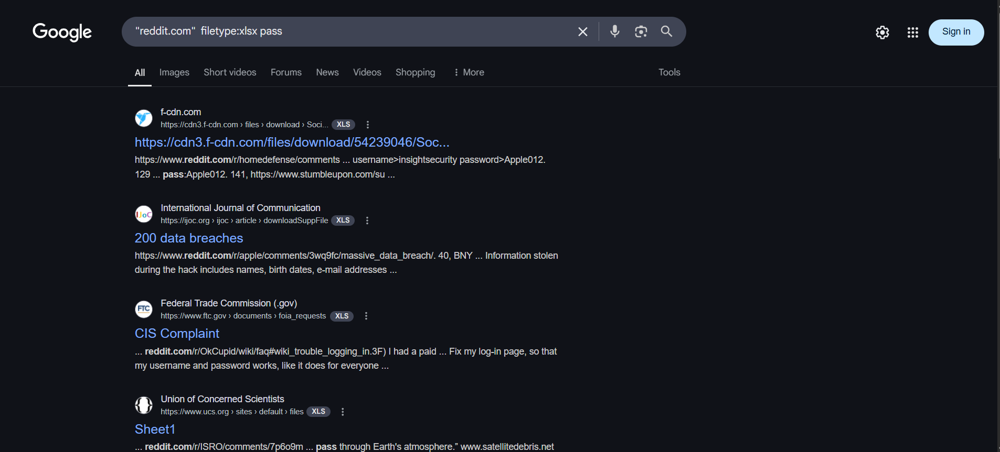 Google
"reddit.com"  filetype:xlsx pass
Sign in
All Images Short videos Forums News Videos Shopping More Tools
f-cdn.com
https://cdn3.f-cdn.com › files › download › Soci... XLS
https://cdn3.f-cdn.com/files/download/54239046/Soc...
https://www.reddit.com/r/homedefense/comments ... username>insightsecurity password>Apple012.
129 ... pass:Apple012. 141, https://www.stumbleupon.com/su ...
IJoC
International Journal of Communication
https://ijoc.org › ijoc › article › downloadSuppFile XLS
200 data breaches
https://www.reddit.com/r/apple/comments/3wq9fc/massive_data_breach/. 40, BNY ... Information stolen
during the hack includes names, birth dates, e-mail addresses ...
FTC
Federal Trade Commission (.gov)
https://www.ftc.gov › documents › foia_requests XLS
CIS Complaint
... reddit.com/r/OkCupid/wiki/faq#wiki_trouble_logging_in.3F) I had a paid ... Fix my log-in page, so that
my username and password works, like it does for everyone ...
Union of Concerned Scientists
https://www.ucs.org › sites › default › files XLS
Sheet1
... reddit.com/r/ISRO/comments/7p6o9m ... pass through Earth's atmosphere.” www.satellitedebris.net